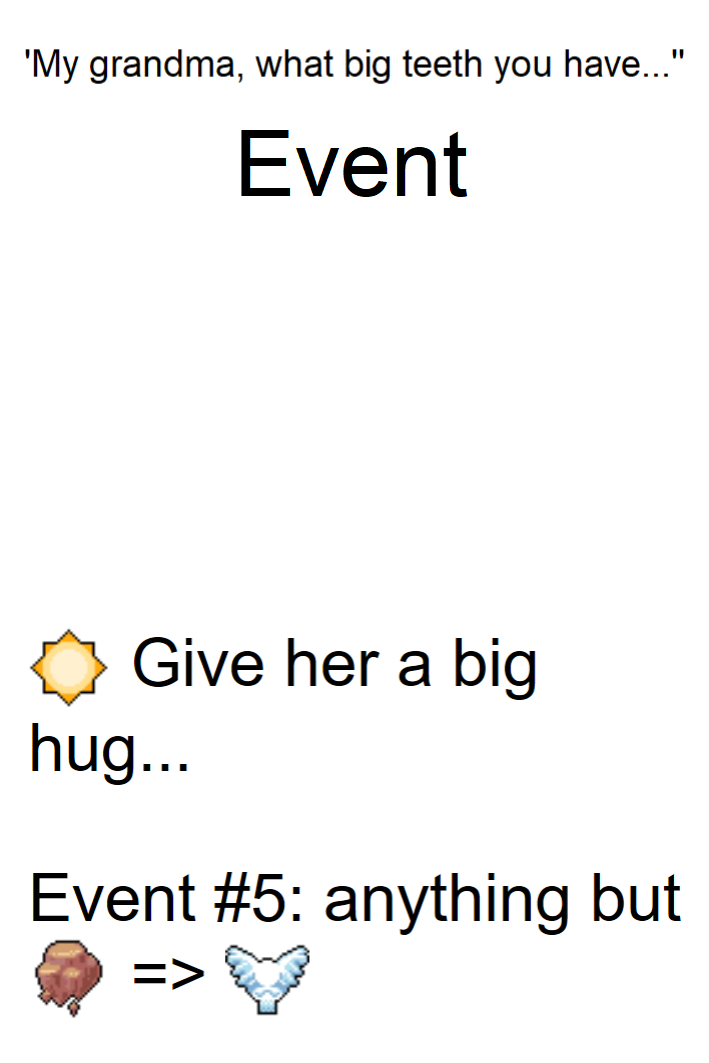 'My grandma, what big teeth you have..."
Event
Give her a big
hug...
Event #5: anything but
=>